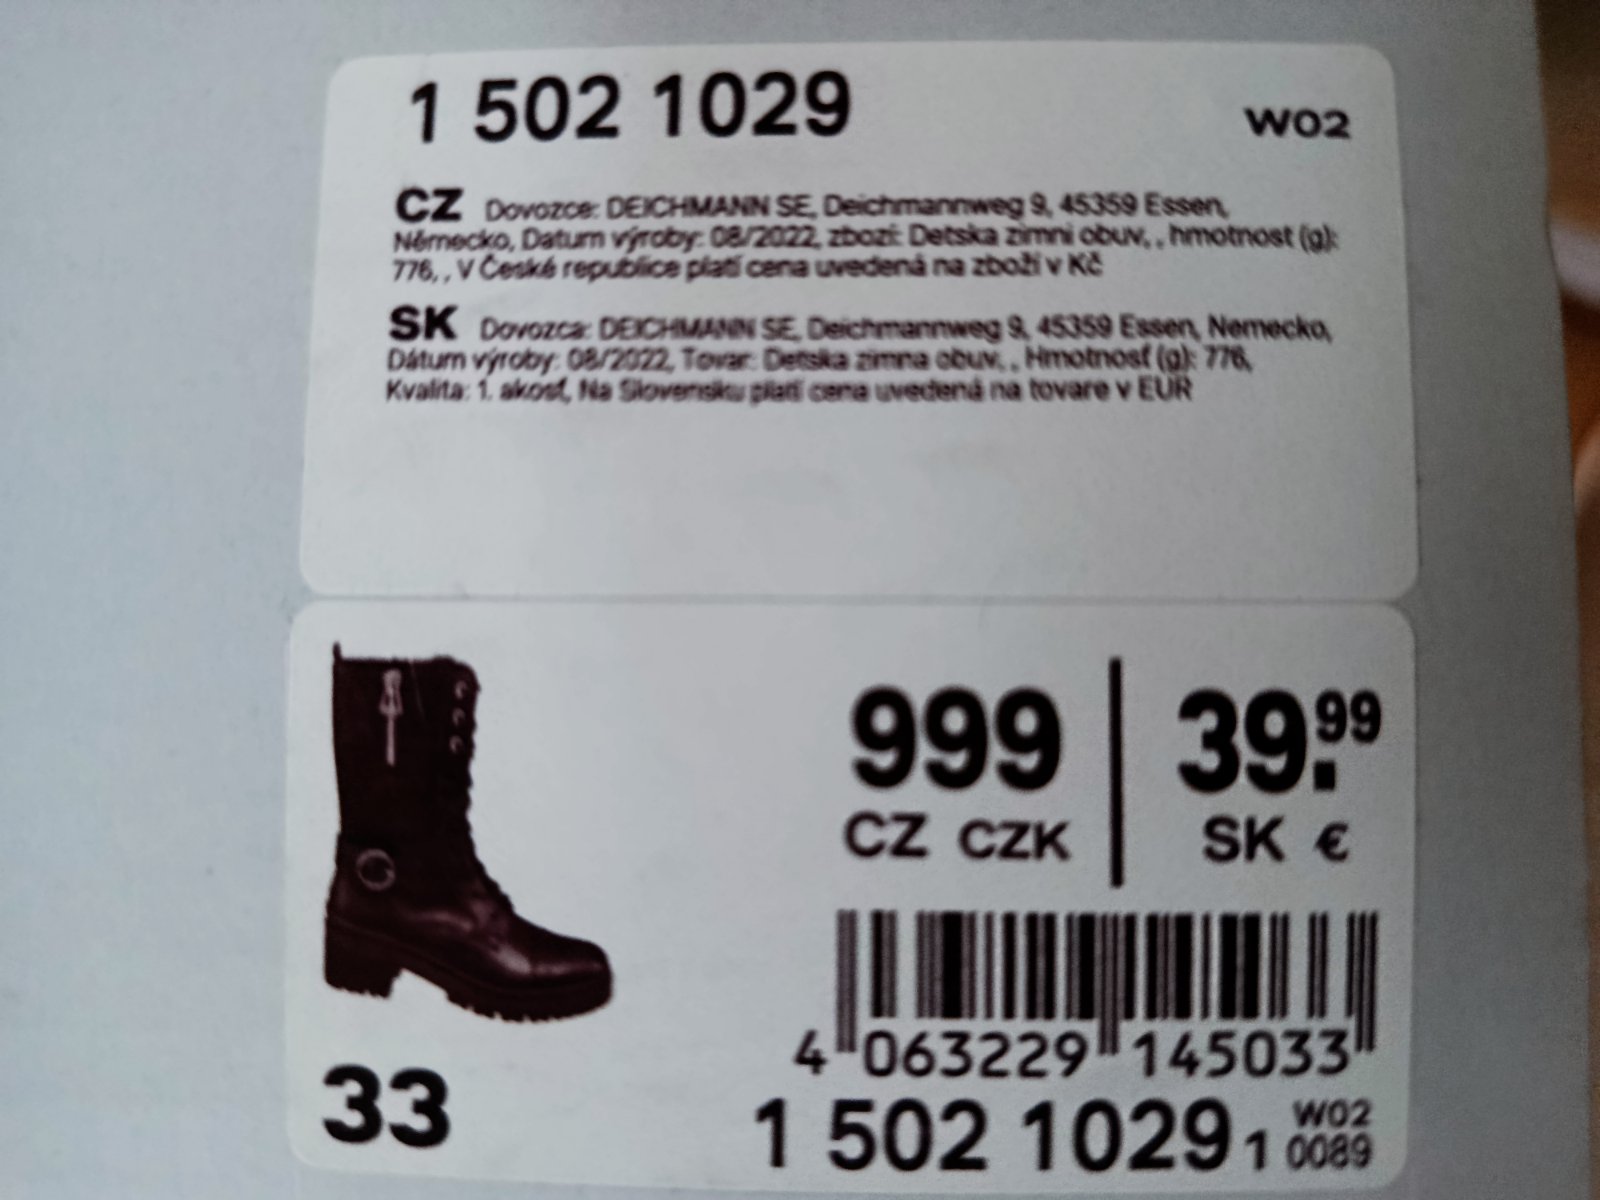 1 502 1029
W02
CZ Dovozce: DEICHMANN SE, Deichmannweg 9, 45359 Essen,
Německo, Datum výroby: 08/2022, zbozi: Detska zimni obuv, , hmotnost (g):
776, , V České republice platí cena uvedená na zboží v Kč
SK Dovozca: DEICHMANN SE, Deichmannweg 9, 45359 Essen, Nemecko,
Dátum výroby: 08/2022, Tovar: Detska zimna obuv, , Hmotnosť (g): 776,
Kvalita: 1. akosť, Na Slovensku platí cena uvedená na tovare v EUR
999 39.99
CZ CZK SK €
4 063229 145033
33
1 502 1029 1 W02
0089